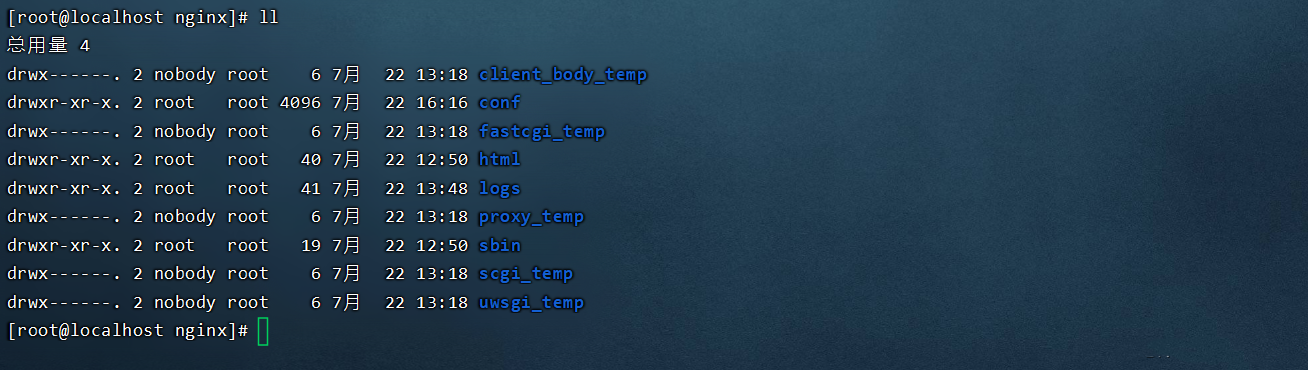 [root@localhost nginx]# ll
总用量 4
drwx------. 2 nobody root    6 7月  22 13:18 client_body_temp
drwxr-xr-x. 2 root   root 4096 7月  22 16:16 conf
drwx------. 2 nobody root    6 7月  22 13:18 fastcgi_temp
drwxr-xr-x. 2 root   root   40 7月  22 12:50 html
drwxr-xr-x. 2 root   root   41 7月  22 13:48 logs
drwx------. 2 nobody root    6 7月  22 13:18 proxy_temp
drwxr-xr-x. 2 root   root   19 7月  22 12:50 sbin
drwx------. 2 nobody root    6 7月  22 13:18 scgi_temp
drwx------. 2 nobody root    6 7月  22 13:18 uwsgi_temp
[root@localhost nginx]#